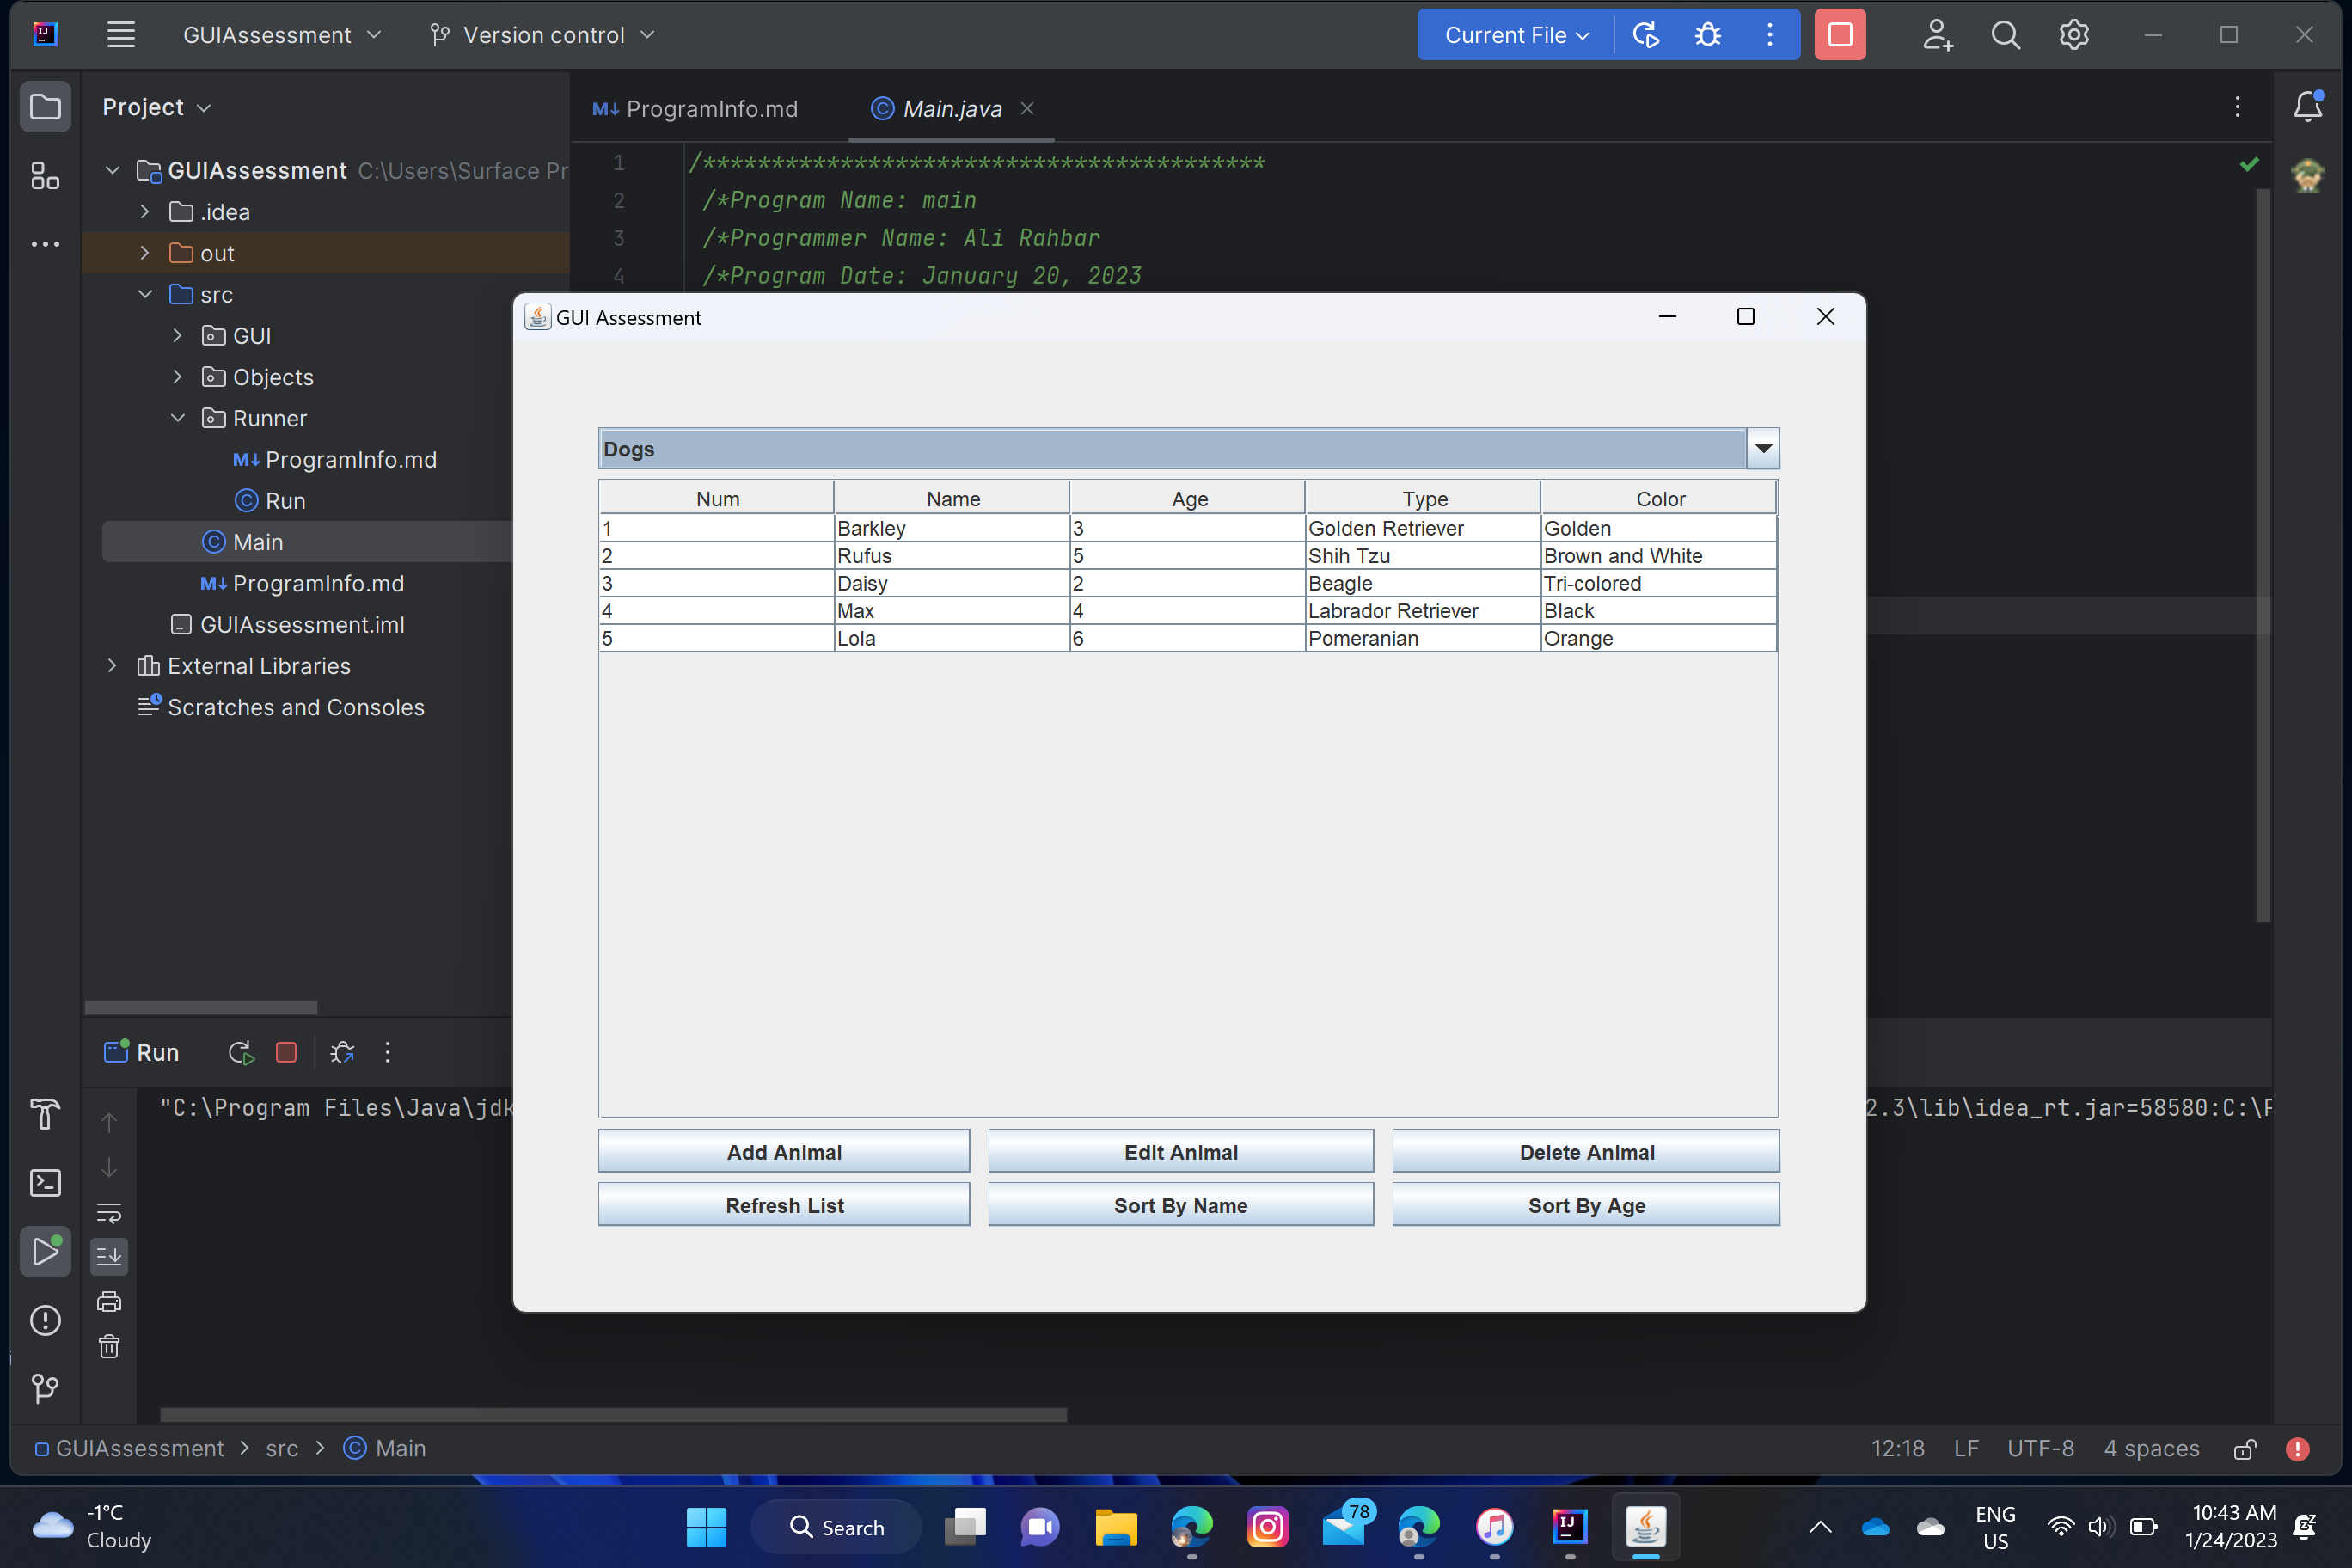 GUIAssessment Version control Current File
Project
ProgramInfo.md Main.java
GUIAssessment C:\Users\Surface Pr
.idea
out
src
GUI
Objects
Runner
ProgramInfo.md
Run
Main
ProgramInfo.md
GUIAssessment.iml
External Libraries
Scratches and Consoles
1 /*****************************************
2 /*Program Name: main
3 /*Programmer Name: Ali Rahbar
4 /*Program Date: January 20, 2023
GUI Assessment
Dogs
Num Name Age Type Color
1 Barkley 3 Golden Retriever Golden
2 Rufus 5 Shih Tzu Brown and White
3 Daisy 2 Beagle Tri-colored
4 Max 4 Labrador Retriever Black
5 Lola 6 Pomeranian Orange
Add Animal Edit Animal Delete Animal
Refresh List Sort By Name Sort By Age
Run
"C:\Program Files\Java\jdk 2.3\lib\idea_rt.jar=58580:C:\F
GUIAssessment > src > Main
12:18 LF UTF-8 4 spaces
-1°C
Cloudy
Search
78
ENG
US
10:43 AM
1/24/2023